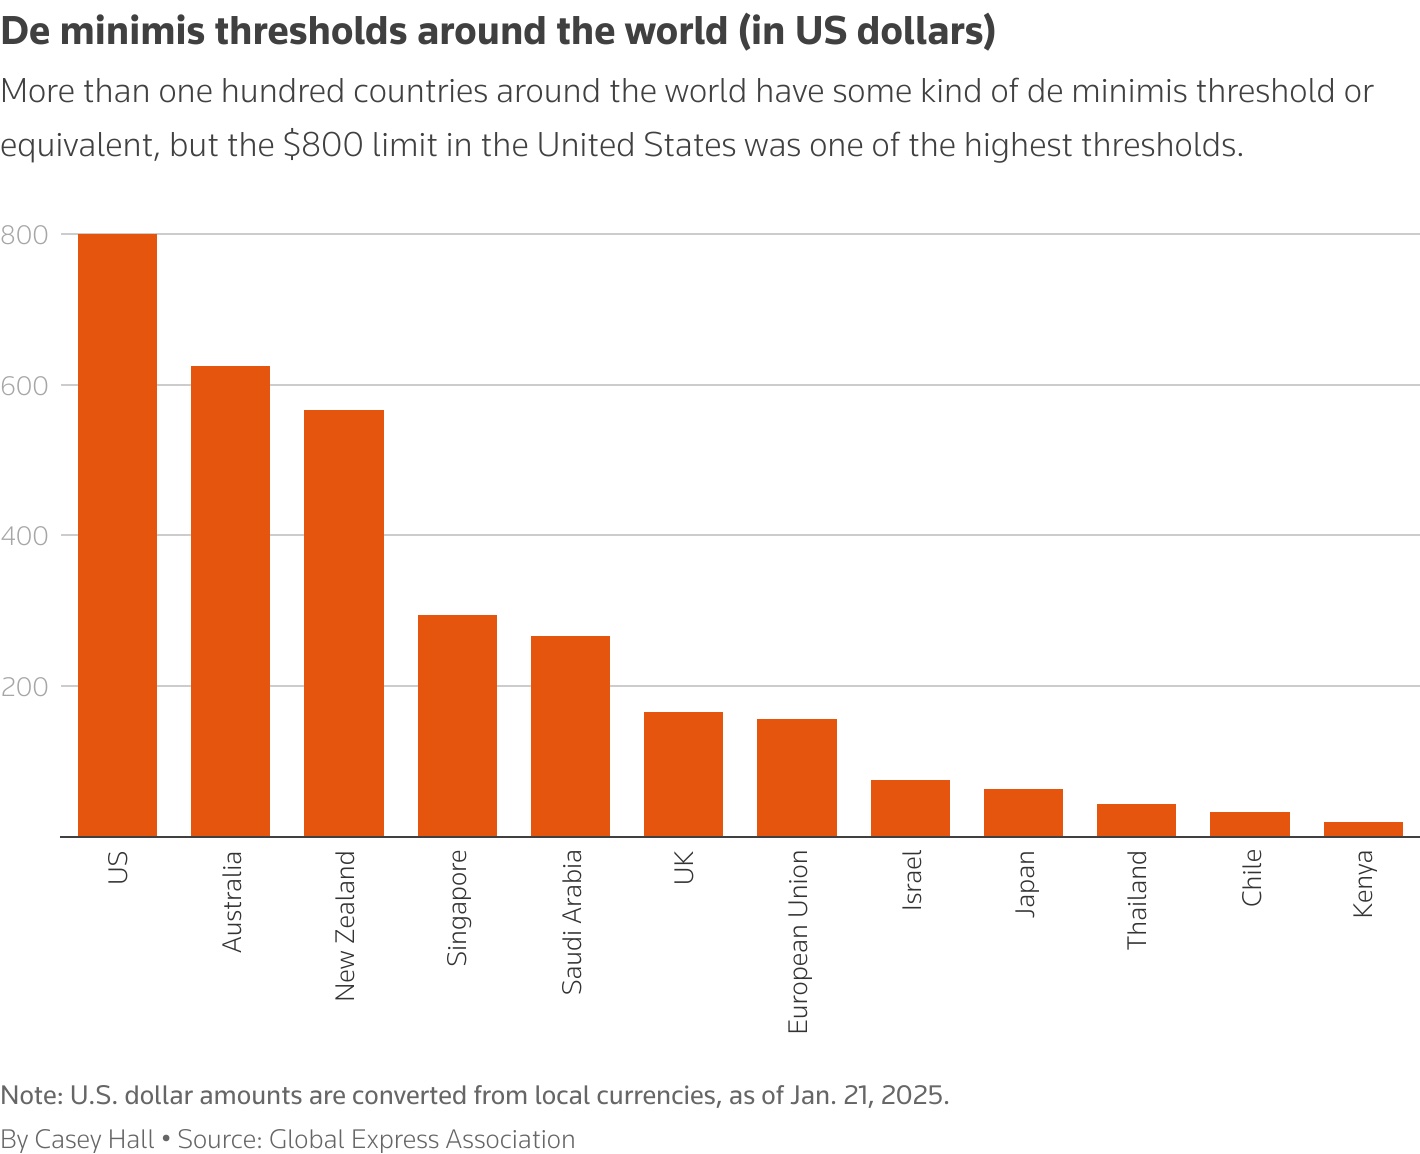 De minimis thresholds around the world (in US dollars)
More than one hundred countries around the world have some kind of de minimis threshold or
equivalent, but the $800 limit in the United States was one of the highest thresholds.
800
600
400
200
US
Australia
New Zealand
Singapore
Saudi Arabia
UK
European Union
Israel
Japan
Thailand
Chile
Kenya
Note: U.S. dollar amounts are converted from local currencies, as of Jan. 21, 2025.
By Casey Hall • Source: Global Express Association